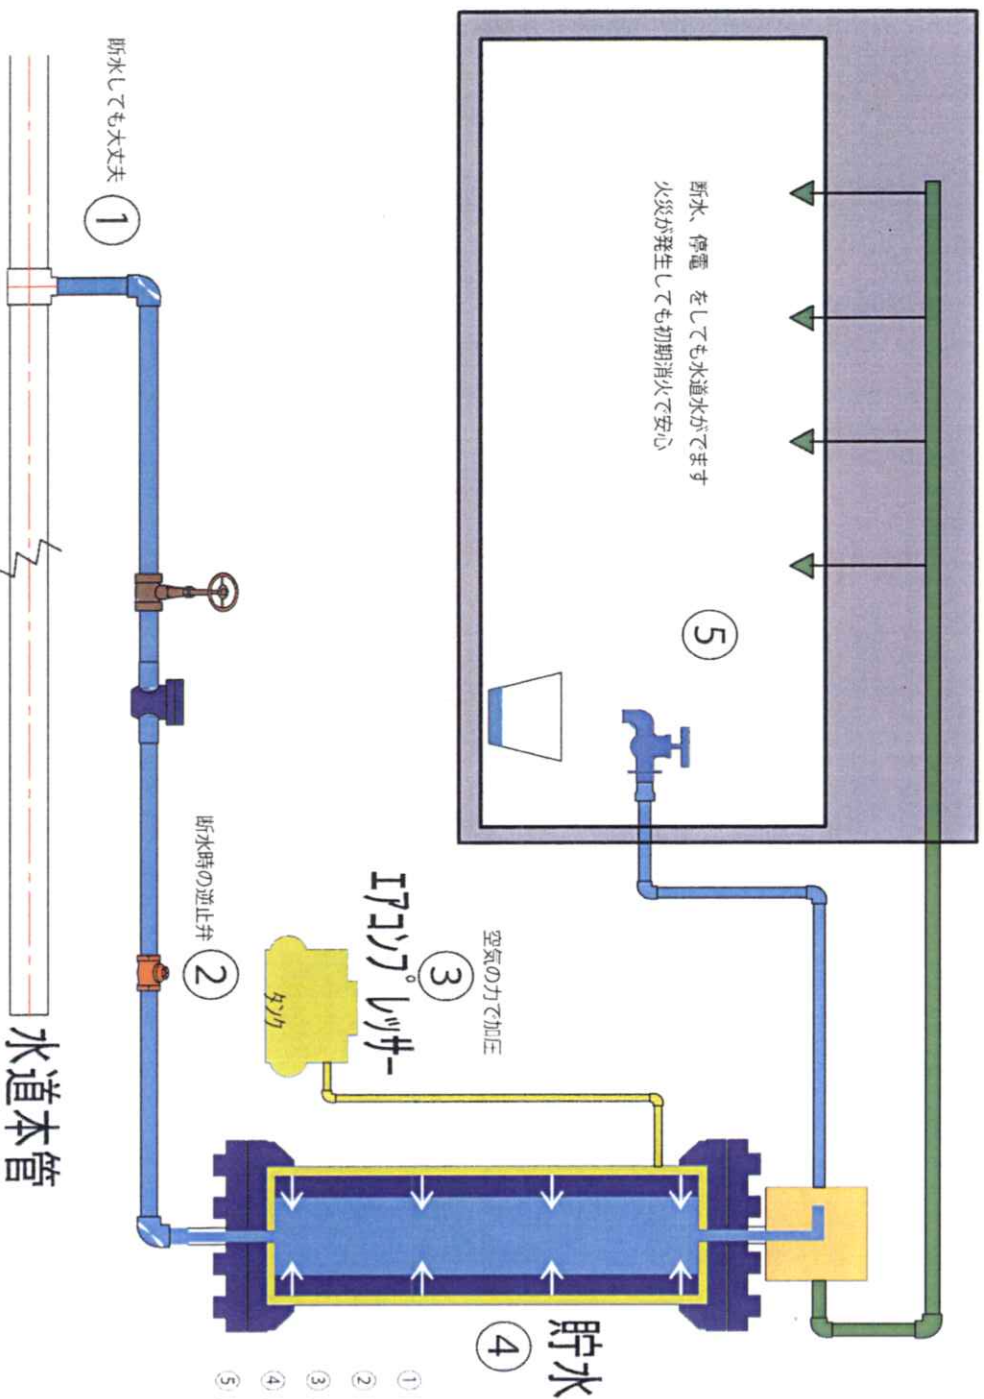 断水、停電　をしても水道水がでます
火災が発生しても初期消火で安心
⑤
空気の力で加圧
③
エアコンプレッサー
タンク
貯水
④
断水時の逆止弁
②
断水しても大丈夫
①
水道本管
①
②
③
④
⑤